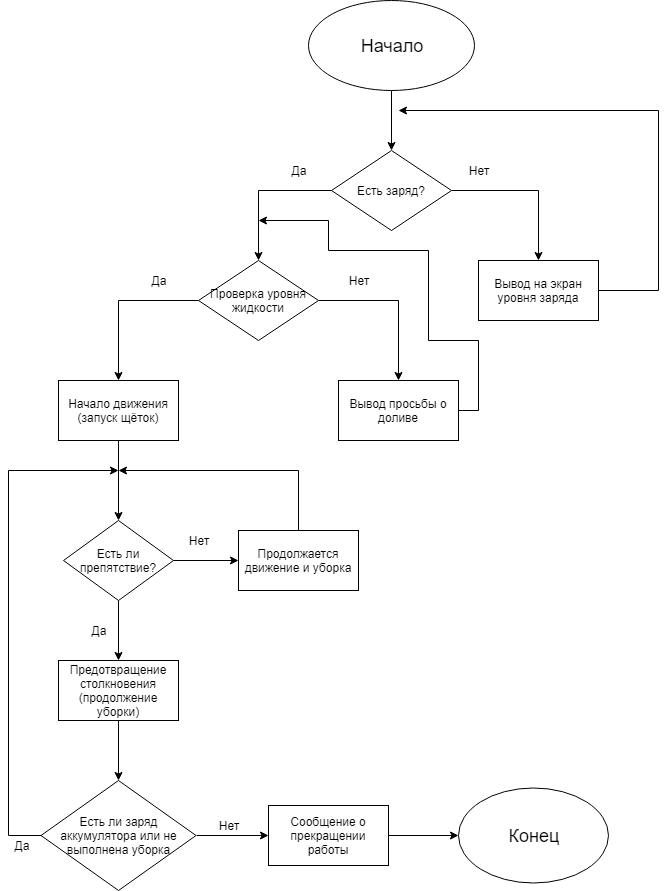 Начало
Да
Есть заряд?
Нет
Вывод на экран
уровня заряда
Да
Проверка уровня
жидкости
Нет
Начало движения
(запуск щёток)
Вывод просьбы о
доливе
Есть ли
препятствие?
Нет
Продолжается
движение и уборка
Да
Предотвращение
столкновения
(продолжение
уборки)
Есть ли заряд
аккумулятора или не
выполнена уборка
Да
Нет
Сообщение о
прекращении
работы
Конец